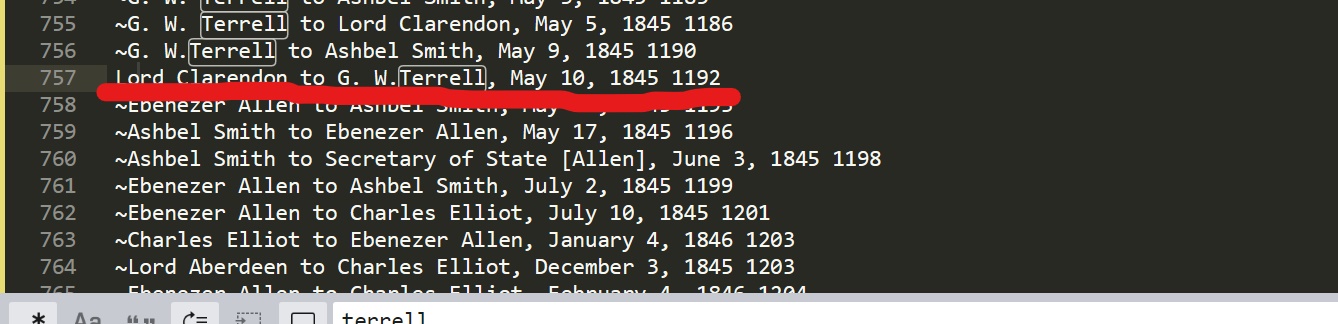 754 ~G. W. Terrell to Ashbel Smith, May 5, 1845 1185
755 ~G. W. Terrell to Lord Clarendon, May 5, 1845 1186
756 ~G. W.Terrell to Ashbel Smith, May 9, 1845 1190
757 Lord Clarendon to G. W.Terrell, May 10, 1845 1192
758 ~Ebenezer Allen to Ashbel Smith, May 1845 1195
759 ~Ashbel Smith to Ebenezer Allen, May 17, 1845 1196
760 ~Ashbel Smith to Secretary of State [Allen], June 3, 1845 1198
761 ~Ebenezer Allen to Ashbel Smith, July 2, 1845 1199
762 ~Ebenezer Allen to Charles Elliot, July 10, 1845 1201
763 ~Charles Elliot to Ebenezer Allen, January 4, 1846 1203
764 ~Lord Aberdeen to Charles Elliot, December 3, 1845 1203
765 Ebenezer Allen to Charles Elliot, February 4, 1846 1204
.* Aa “”
terrell